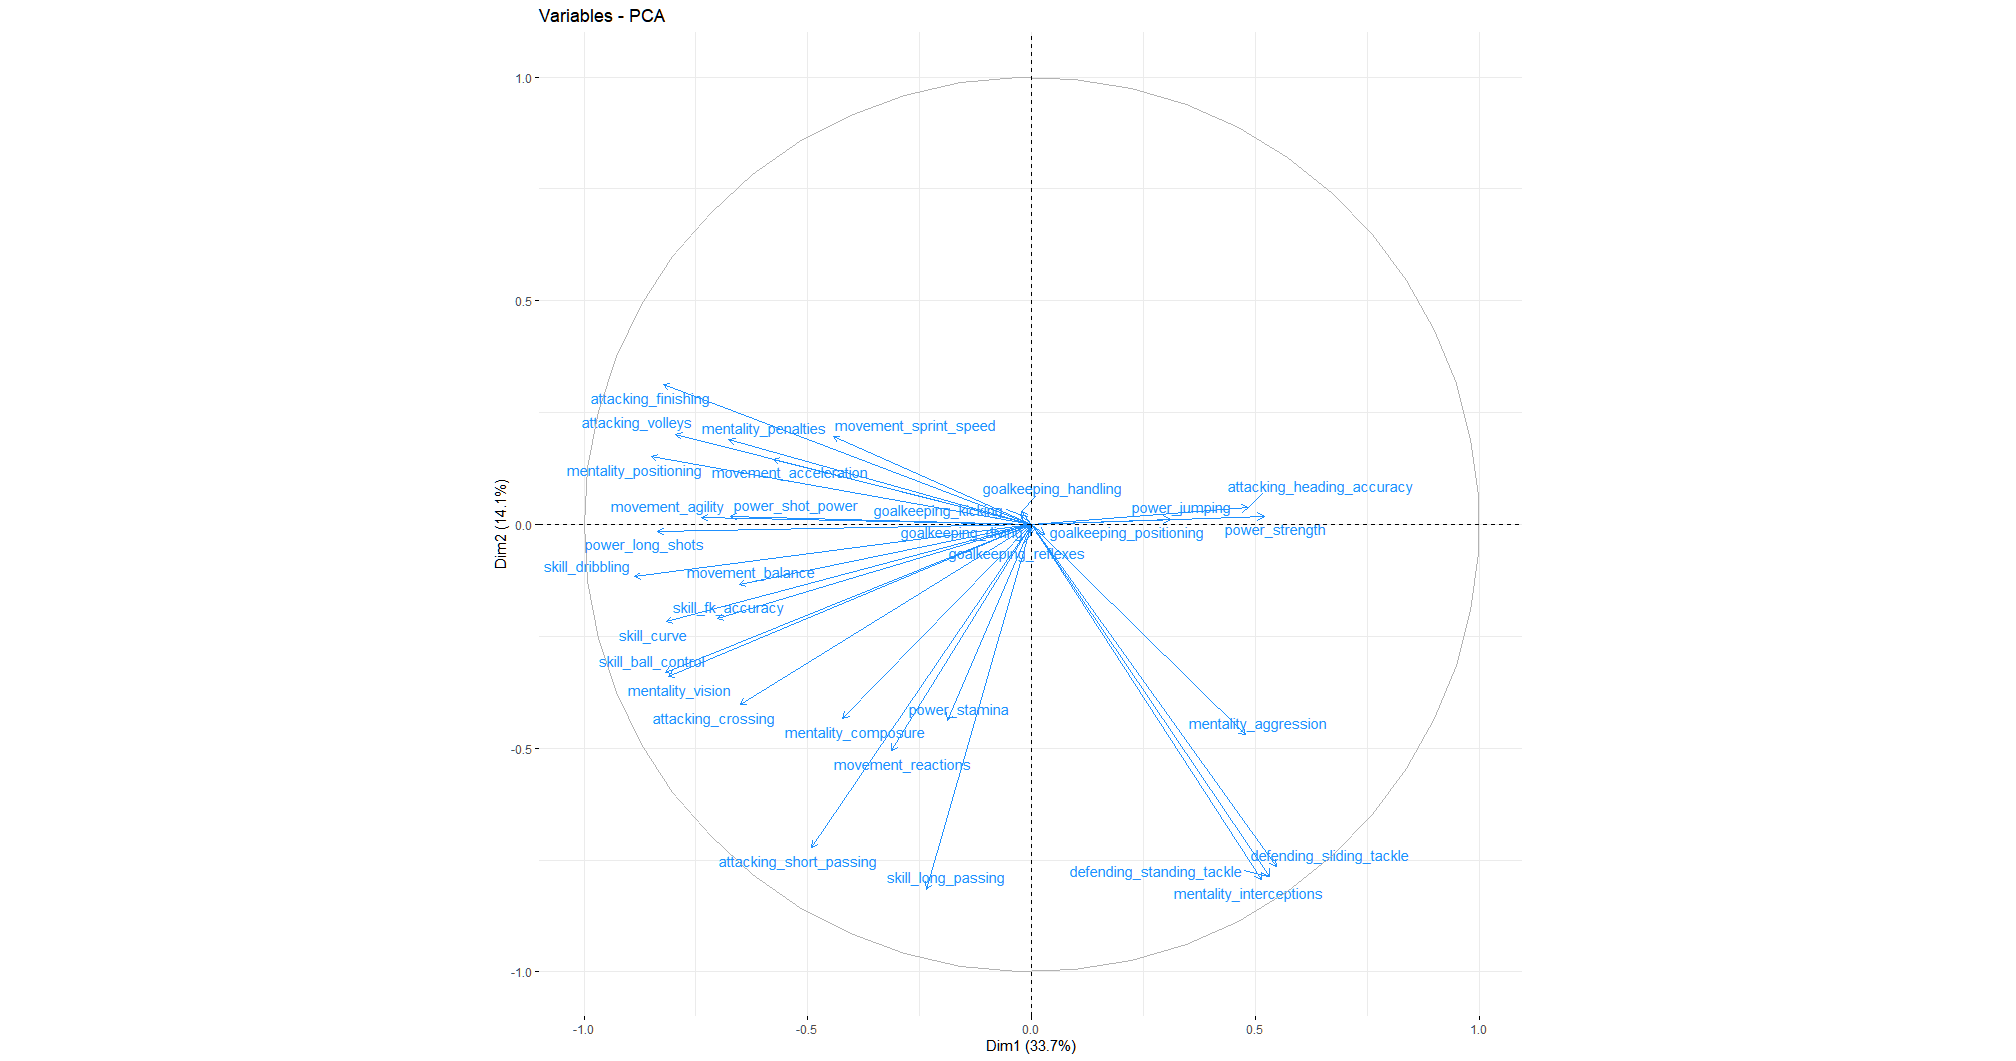 Variables - PCA
1.0
attacking_finishing
attacking_volleys
mentality_penalties
movement_sprint_speed
mentality_positioning
movement_acceleration
goalkeeping_handling
attacking_heading_accuracy
movement_agility
power_shot_power
goalkeeping_kicking
power_jumping
goalkeeping_diving
goalkeeping_positioning
power_strength
power_long_shots
goalkeeping_reflexes
skill_dribbling
movement_balance
skill_fk_accuracy
skill_curve
skill_ball_control
mentality_vision
attacking_crossing
power_stamina
mentality_composure
mentality_aggression
movement_reactions
attacking_short_passing
skill_long_passing
defending_sliding_tackle
defending_standing_tackle
mentality_interceptions
0.5
0.0
-0.5
-1.0
Dim2 (14.1%)
-1.0 -0.5 0.0 0.5 1.0
Dim1 (33.7%)